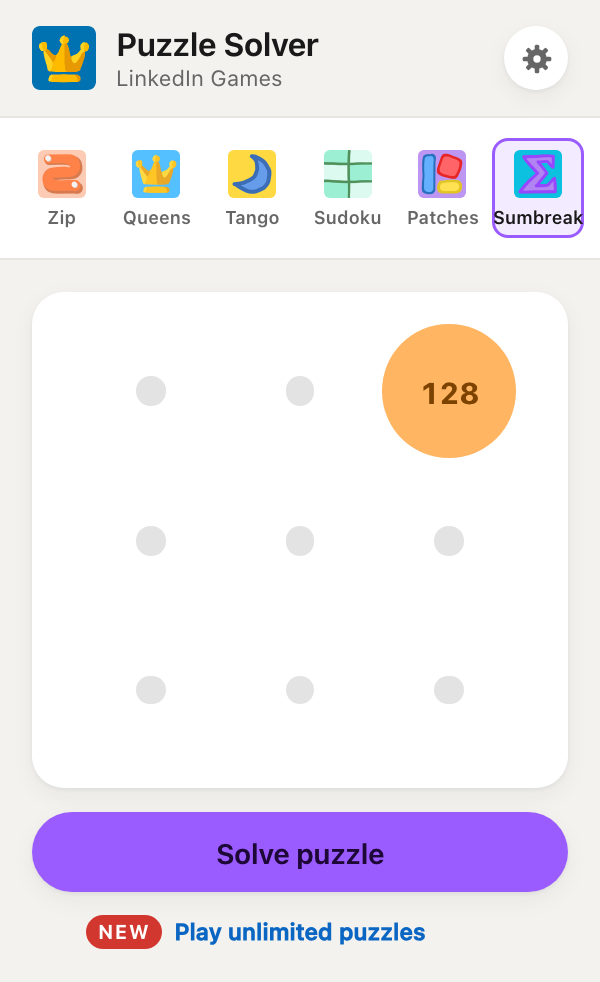 Puzzle Solver
LinkedIn Games
Zip
Queens
Tango
Sudoku
Patches
Sumbreak
128
Solve puzzle
NEW
Play unlimited puzzles